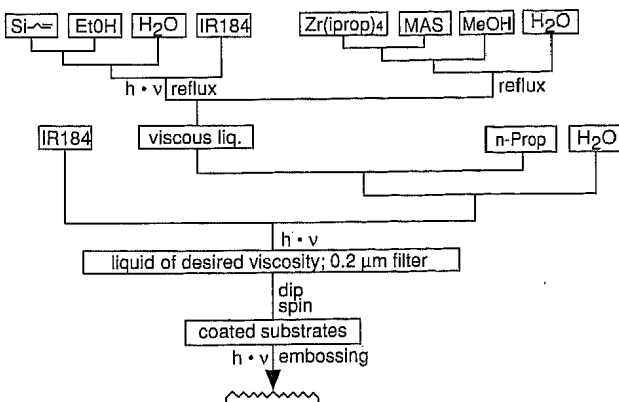 Si EtOH H₂O IR184 Zr(iprop)₄ MAS MeOH H₂O
h • ν reflux reflux
IR184 viscous liq. n-Prop H₂O
h • ν
liquid of desired viscosity; 0.2 μm filter
dip
spin
coated substrates
h • ν embossing